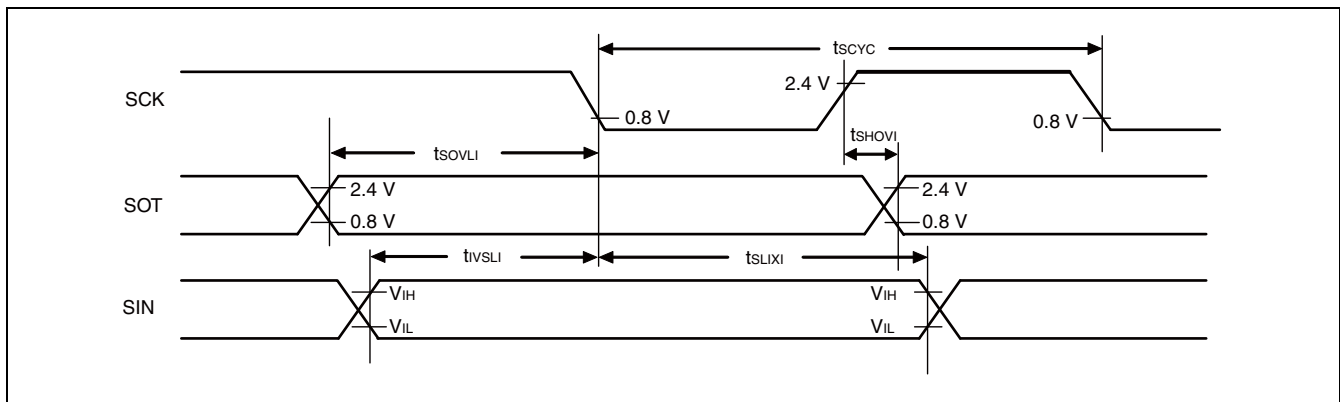 tSCYC
SCK
2.4 V
0.8 V
0.8 V
tSOVLI
tSHOVI
SOT
2.4 V
0.8 V
2.4 V
0.8 V
tIVSLI
tSLIXI
SIN
VIH
VIL
VIH
VIL